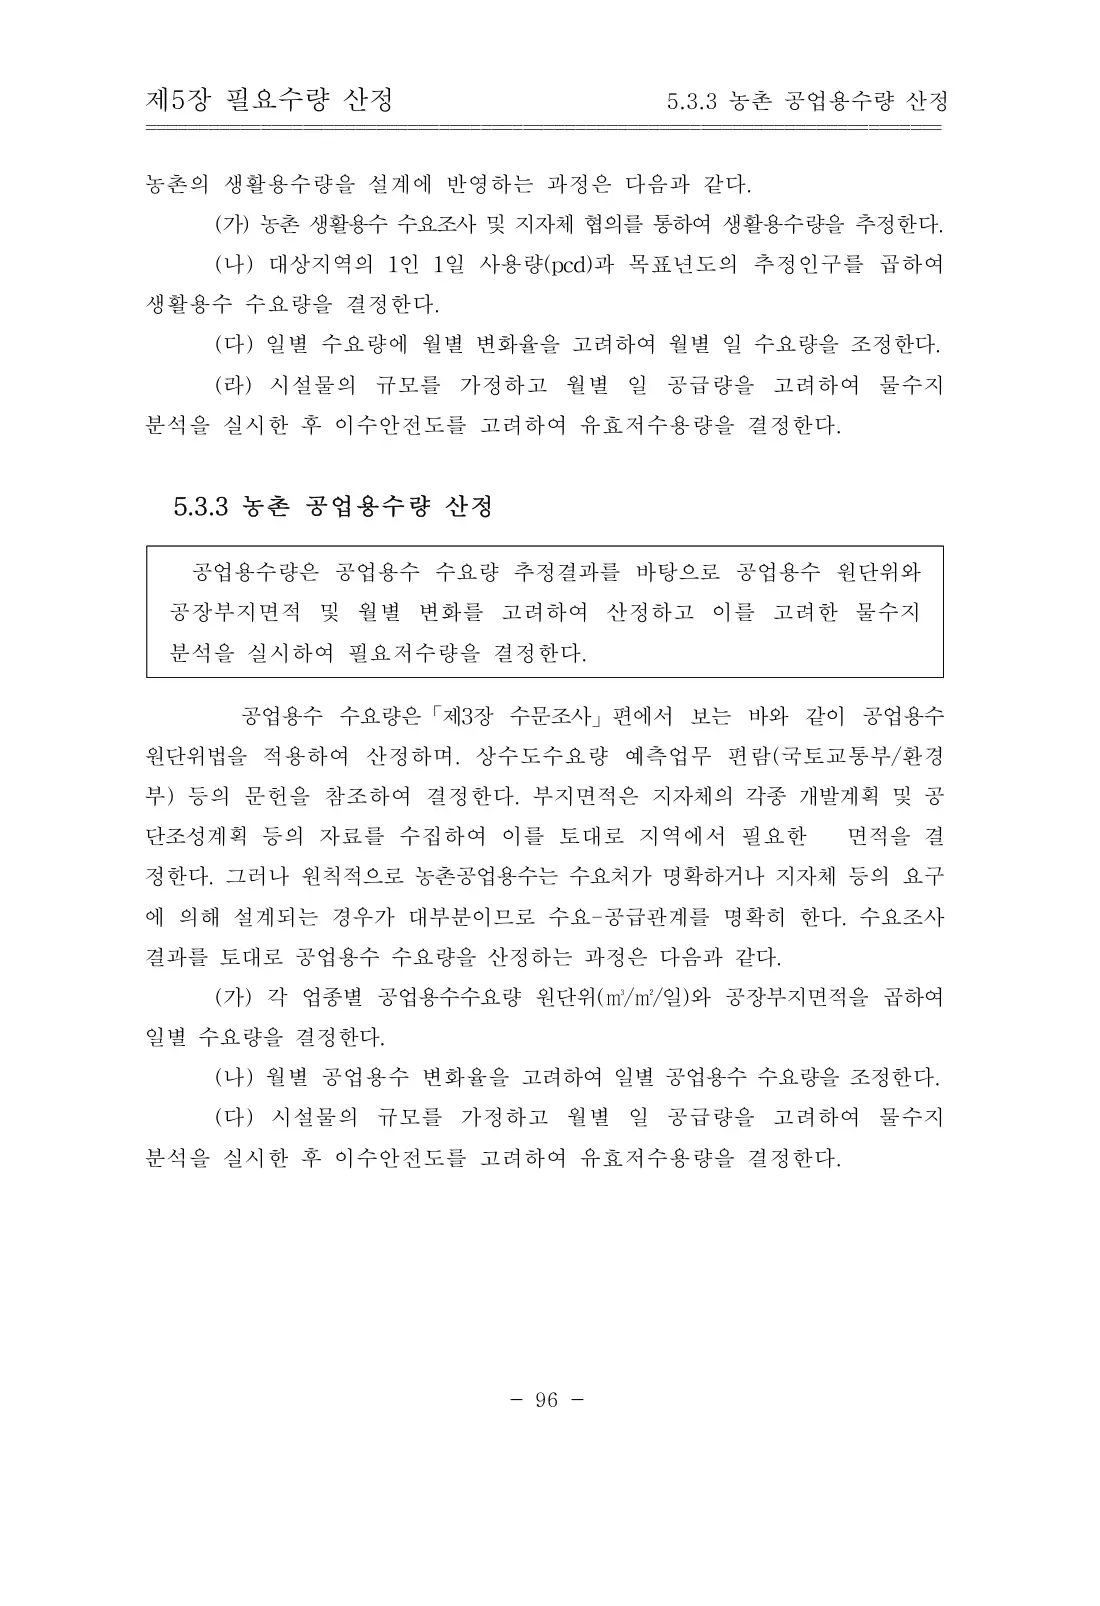 제5장 필요수량 산정
5.3.3 농촌 공업용수량 산정
농촌의 생활용수량을 설계에 반영하는 과정은 다음과 같다.
(가) 농촌 생활용수 수요조사 및 지자체 협의를 통하여 생활용수량을 추정한다.
(나) 대상지역의 1인 1일 사용량(pcd)과 목표년도의 추정인구를 곱하여
생활용수 수요량을 결정한다.
(다) 일별 수요량에 월별 변화율을 고려하여 월별 일 수요량을 조정한다.
(라) 시설물의 규모를 가정하고 월별 일 공급량을 고려하여 물수지
분석을 실시한 후 이수안전도를 고려하여 유효저수용량을 결정한다.
5.3.3 농촌 공업용수량 산정
공업용수량은 공업용수 수요량 추정결과를 바탕으로 공업용수 원단위와
공장부지면적 및 월별 변화를 고려하여 산정하고 이를 고려한 물수지
분석을 실시하여 필요저수량을 결정한다.
공업용수 수요량은「제3장 수문조사」편에서 보는 바와 같이 공업용수
원단위법을 적용하여 산정하며. 상수도수요량 예측업무 편람(국토교통부/환경
부) 등의 문헌을 참조하여 결정한다. 부지면적은 지자체의 각종 개발계획 및 공
단조성계획 등의 자료를 수집하여 이를 토대로 지역에서 필요한 면적을 결
정한다. 그러나 원칙적으로 농촌공업용수는 수요처가 명확하거나 지자체 등의 요구
에 의해 설계되는 경우가 대부분이므로 수요-공급관계를 명확히 한다. 수요조사
결과를 토대로 공업용수 수요량을 산정하는 과정은 다음과 같다.
(가) 각 업종별 공업용수수요량 원단위(㎥/㎡/일)와 공장부지면적을 곱하여
일별 수요량을 결정한다.
(나) 월별 공업용수 변화율을 고려하여 일별 공업용수 수요량을 조정한다.
(다) 시설물의 규모를 가정하고 월별 일 공급량을 고려하여 물수지
분석을 실시한 후 이수안전도를 고려하여 유효저수용량을 결정한다.
- 96 -